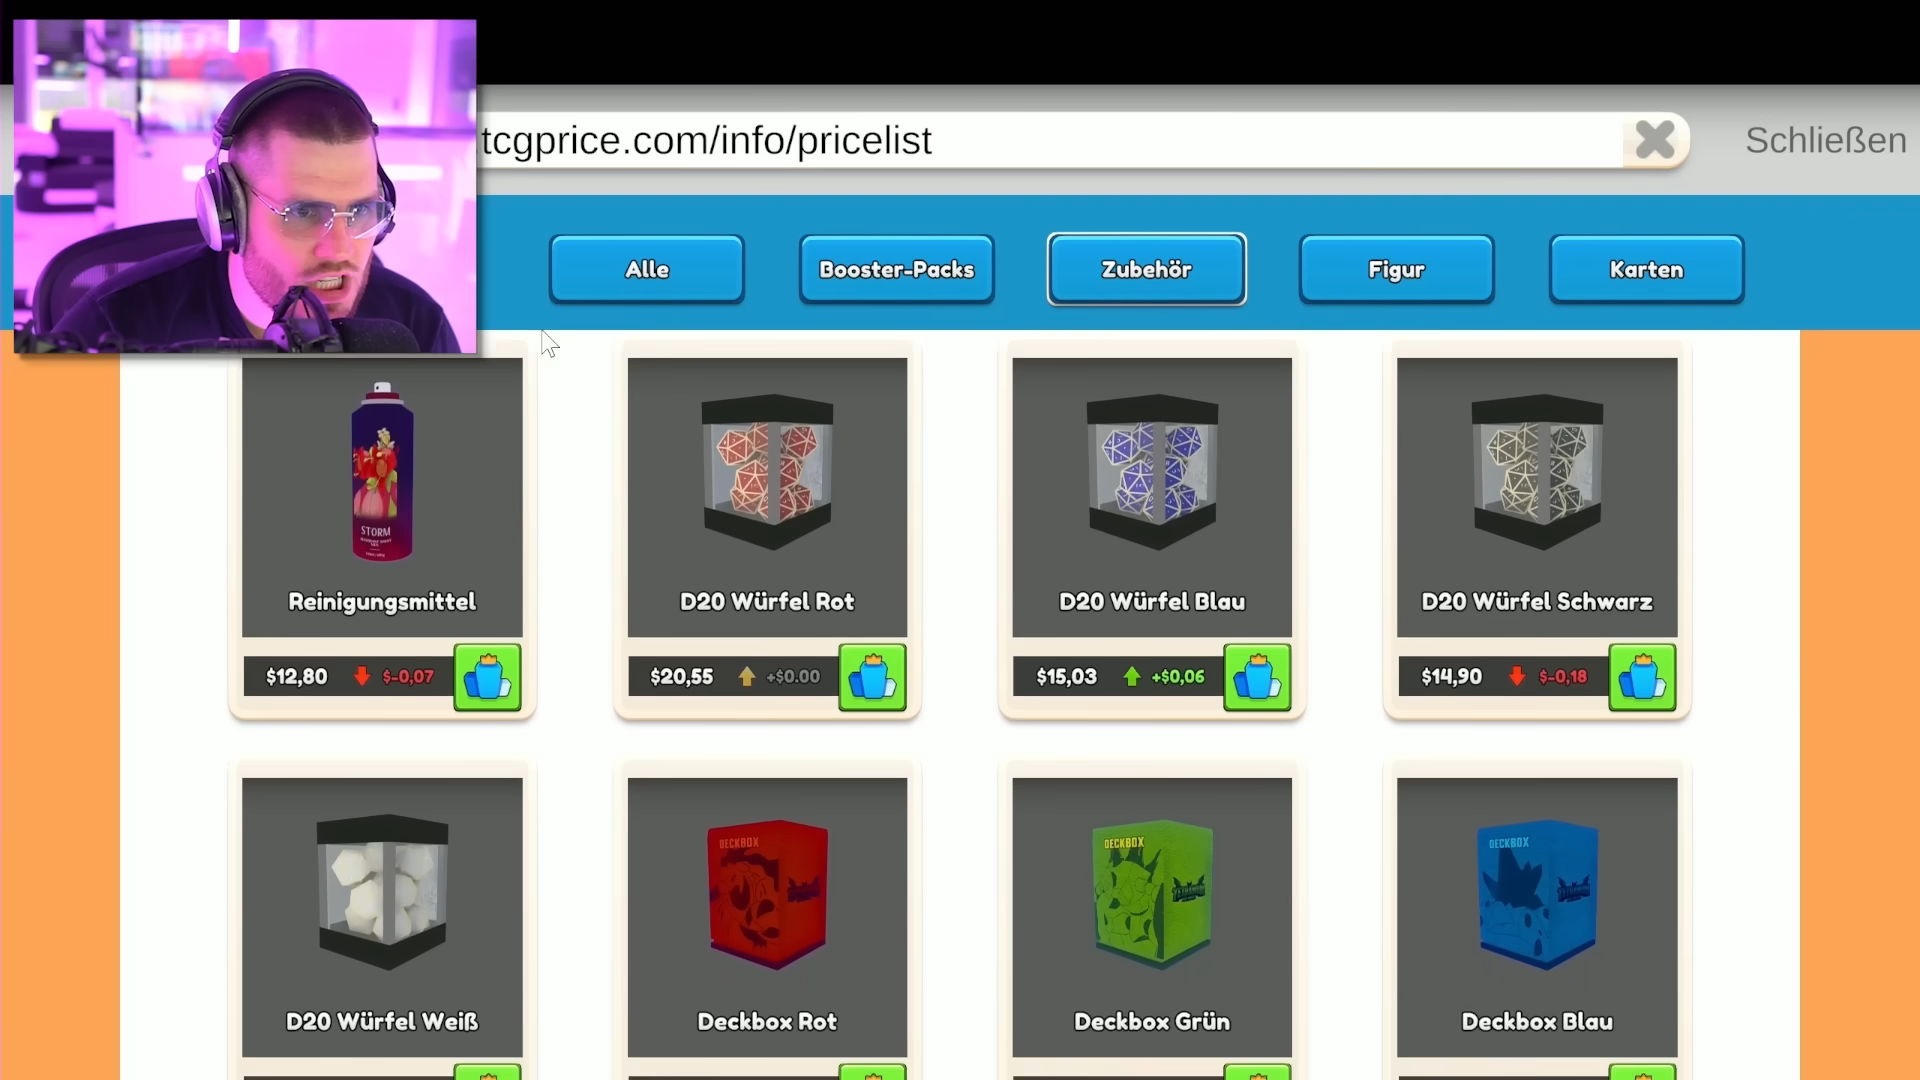 tcgprice.com/info/pricelist
Schließen
Alle
Booster-Packs
Zubehör
Figur
Karten
STORM
Reinigungsmittel
D20 Würfel Rot
D20 Würfel Blau
D20 Würfel Schwarz
$12,80 $-0,07
$20,55 +$0.00
$15,03 +$0,06
$14,90 $-0,18
DECKBOX
DECKBOX
DECKBOX
D20 Würfel Weiß
Deckbox Rot
Deckbox Grün
Deckbox Blau